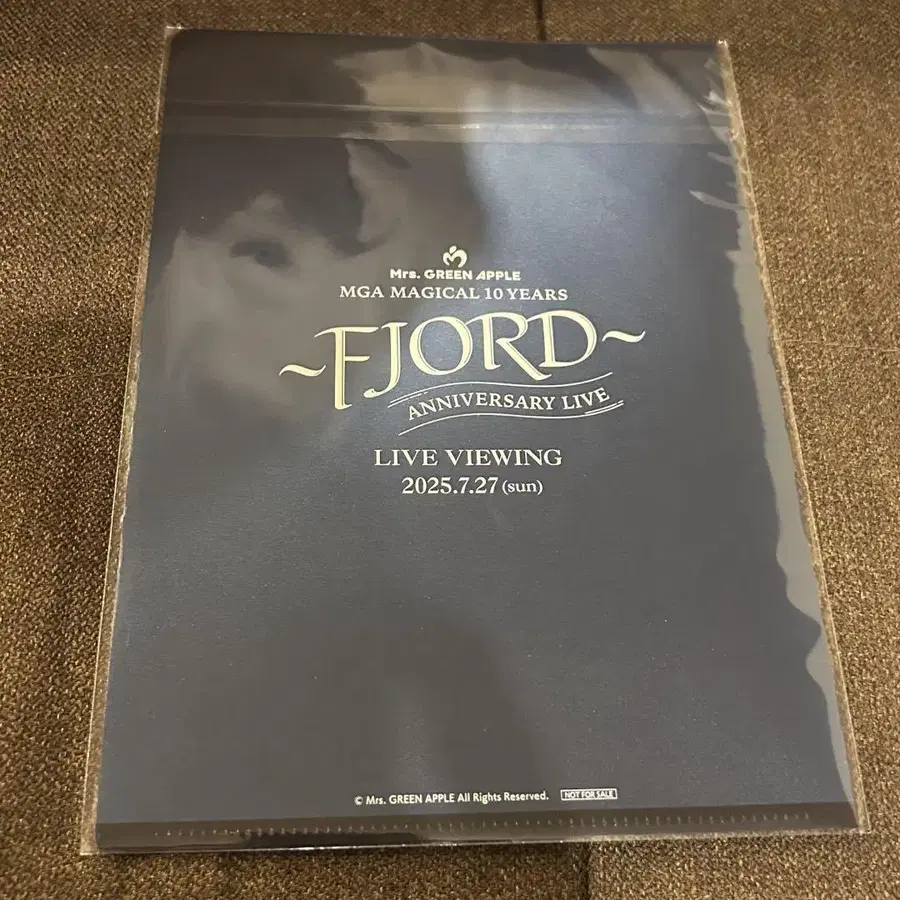 Mrs. GREEN APPLE
MGA MAGICAL 10 YEARS
~FJORD~
ANNIVERSARY LIVE
LIVE VIEWING
2025.7.27 (sun)
© Mrs. GREEN APPLE All Rights Reserved. NOT FOR SALE